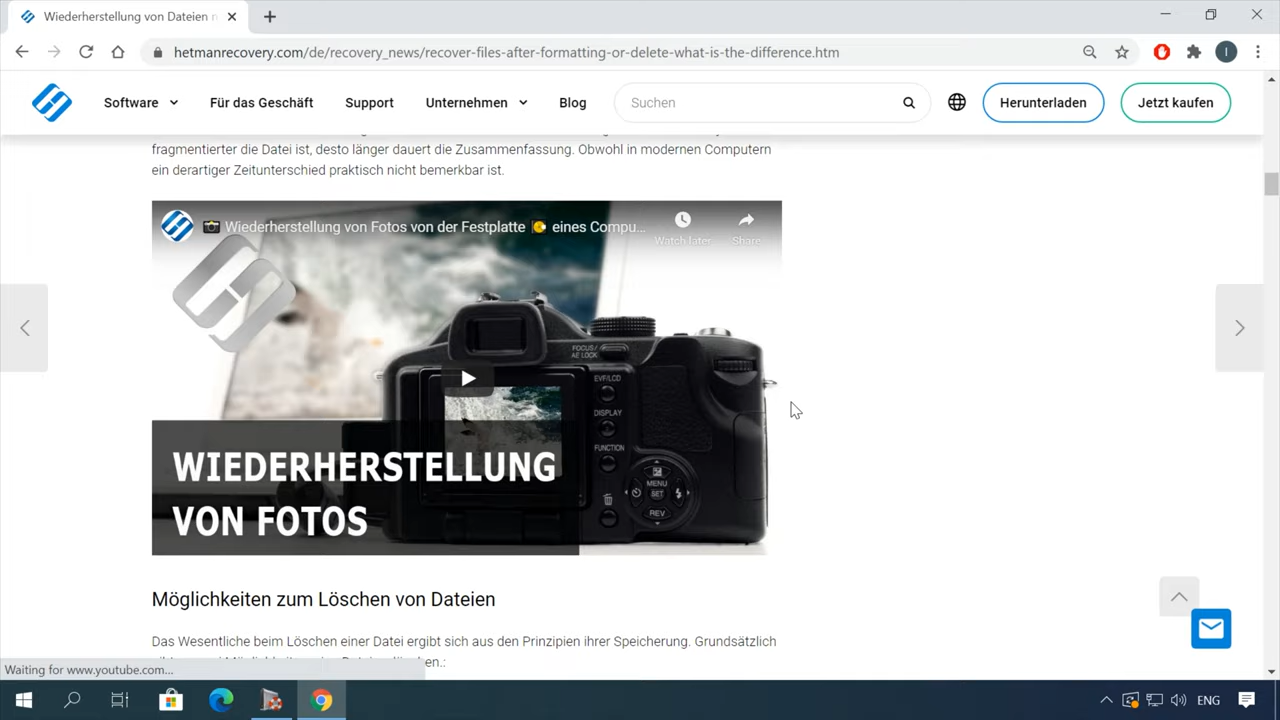 Wiederherstellung von Dateien n
hetmanrecovery.com/de/recovery_news/recover-files-after-formatting-or-delete-what-is-the-difference.htm
I
Software
Für das Geschäft
Support
Unternehmen
Blog
Suchen
Herunterladen
Jetzt kaufen
fragmentierter die Datei ist, desto länger dauert die Zusammenfassung. Obwohl in modernen Computern
ein derartiger Zeitunterschied praktisch nicht bemerkbar ist.
Wiederherstellung von Fotos von der Festplatte eines Compu...
Watch later
Share
FOCUS/
AE LOCK
EVF/LCD
DISPLAY
FUNCTION
MENU
SET
REV
WIEDERHERSTELLUNG
VON FOTOS
Möglichkeiten zum Löschen von Dateien
Das Wesentliche beim Löschen einer Datei ergibt sich aus den Prinzipien ihrer Speicherung. Grundsätzlich
Waiting for www.youtube.com...
ENG